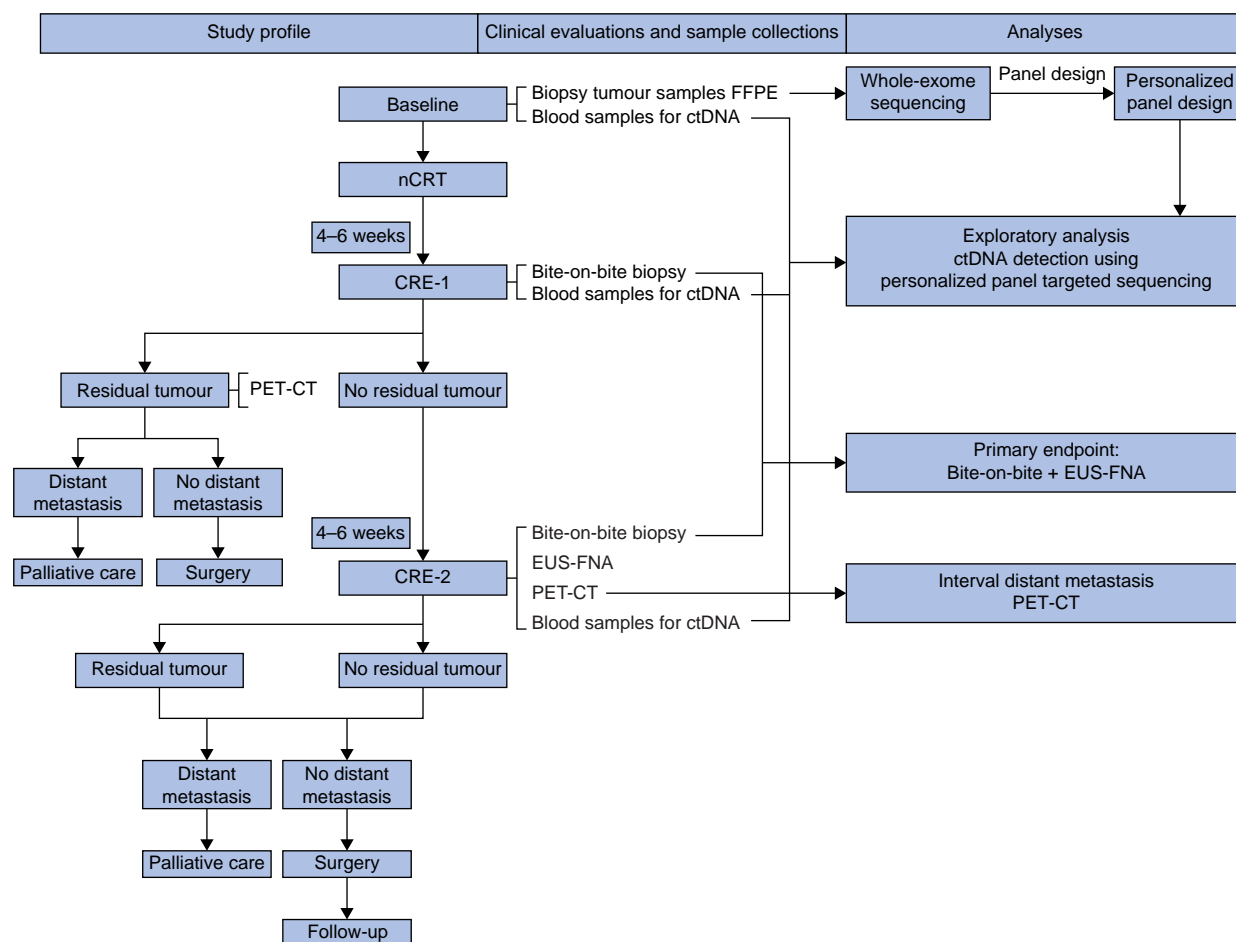 Study profile
Clinical evaluations and sample collections
Analyses
Baseline
Biopsy tumour samples FFPE
Blood samples for ctDNA
Whole-exome
sequencing
Panel design
Personalized
panel design
nCRT
4–6 weeks
CRE-1
Bite-on-bite biopsy
Blood samples for ctDNA
Exploratory analysis
ctDNA detection using
personalized panel targeted sequencing
Residual tumour
PET-CT
No residual tumour
Distant
metastasis
No distant
metastasis
Palliative care
Surgery
Primary endpoint:
Bite-on-bite + EUS-FNA
4–6 weeks
CRE-2
Bite-on-bite biopsy
EUS-FNA
PET-CT
Blood samples for ctDNA
Interval distant metastasis
PET-CT
Residual tumour
No residual tumour
Distant
metastasis
No distant
metastasis
Palliative care
Surgery
Follow-up